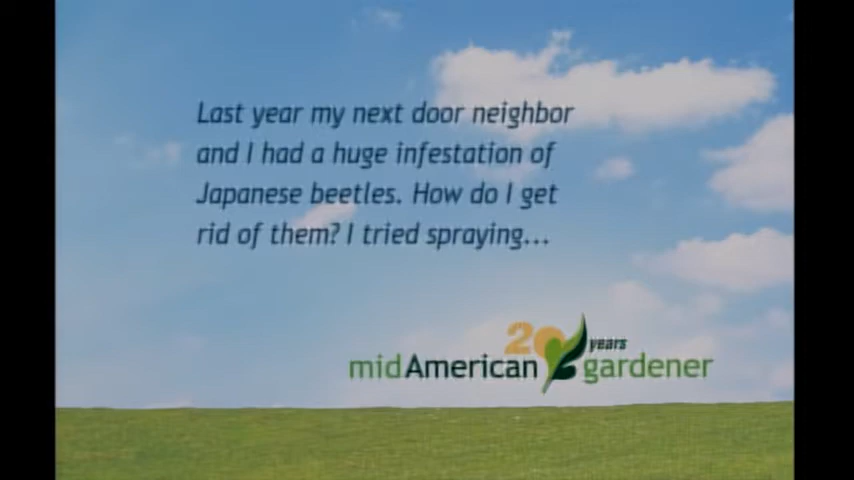 Last year my next door neighbor
and I had a huge infestation of
Japanese beetles. How do I get
rid of them? I tried spraying...
20 years
midAmerican gardener